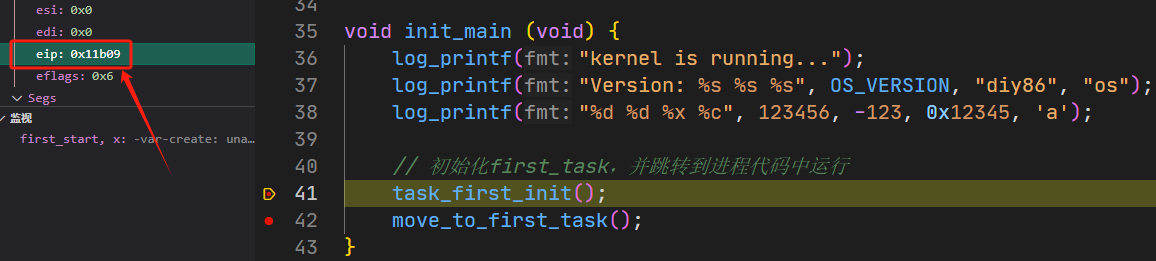 esi: 0x0
edi: 0x0
eip: 0x11b09
eflags: 0x6
Segs
监视
first_start, x: -var-create: una…
34
35 void init_main (void) {
36 log_printf(fmt: "kernel is running...");
37 log_printf(fmt: "Version: %s %s %s", OS_VERSION, "diy86", "os");
38 log_printf(fmt: "%d %d %x %c", 123456, -123, 0x12345, 'a');
39
40 // 初始化first_task，并跳转到进程代码中运行
41 task_first_init();
42 move_to_first_task();
43 }